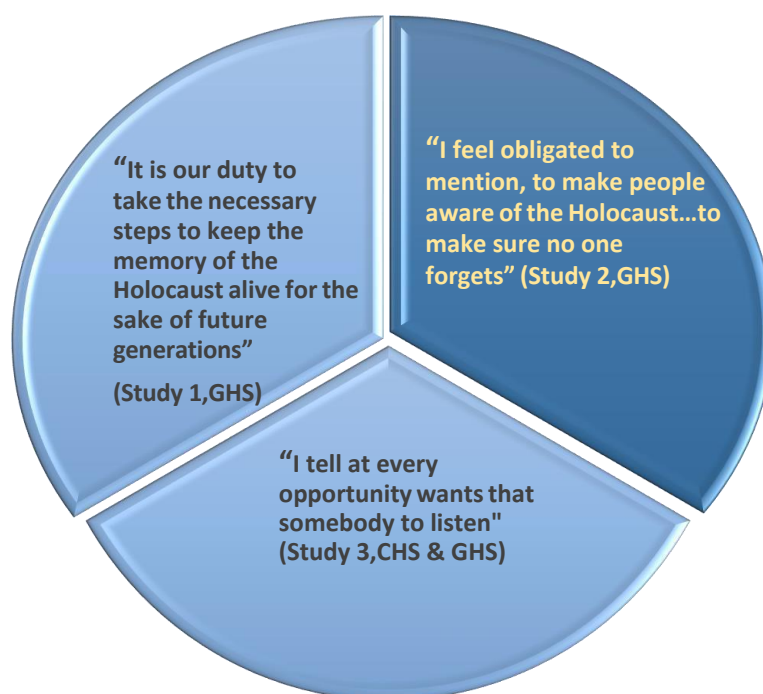 “It is our duty to
take the necessary
steps to keep the
memory of the
Holocaust alive for the
sake of future
generations”
(Study 1,GHS)
“I feel obligated to
mention, to make people
aware of the Holocaust…to
make sure no one
forgets” (Study 2,GHS)
“I tell at every
opportunity wants that
somebody to listen"
(Study 3,CHS & GHS)